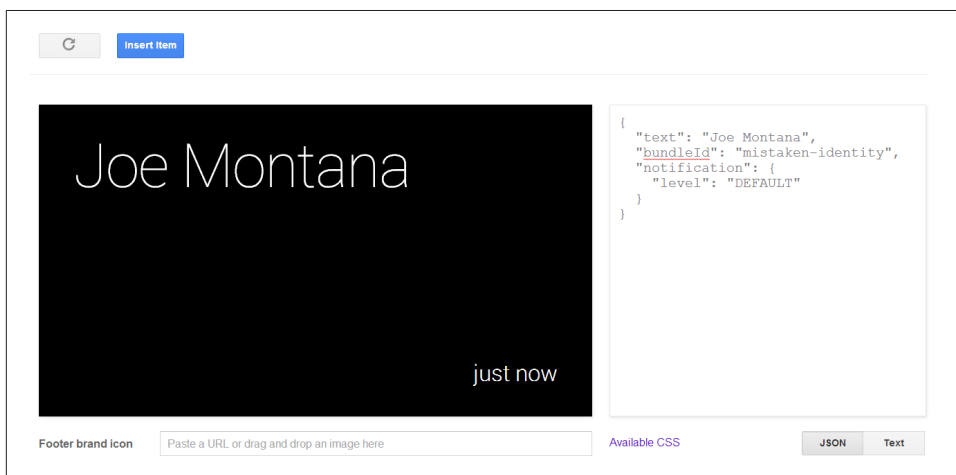 Insert Item
Joe Montana
just now
{
"text": "Joe Montana",
"bundleId": "mistaken-identity",
"notification": {
"level": "DEFAULT"
}
}
Footer brand icon
Paste a URL or drag and drop an image here
Available CSS
JSON
Text